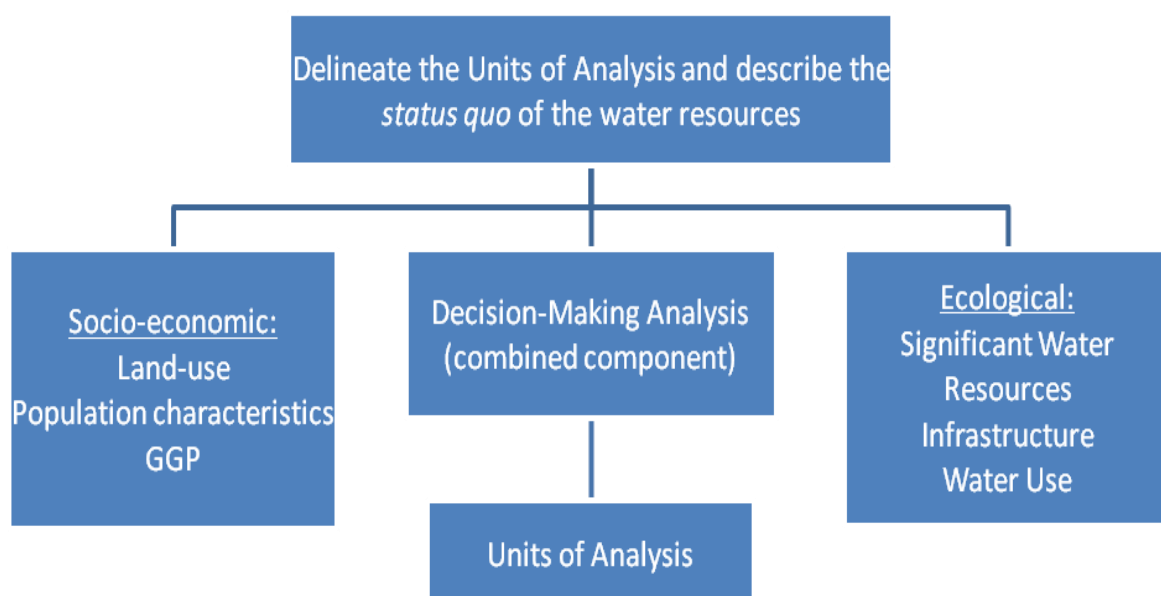 Delineate the Units of Analysis and describe the
status quo of the water resources
Socio-economic:
Land-use
Population characteristics
GGP
Decision-Making Analysis
(combined component)
Ecological:
Significant Water
Resources
Infrastructure
Water Use
Units of Analysis